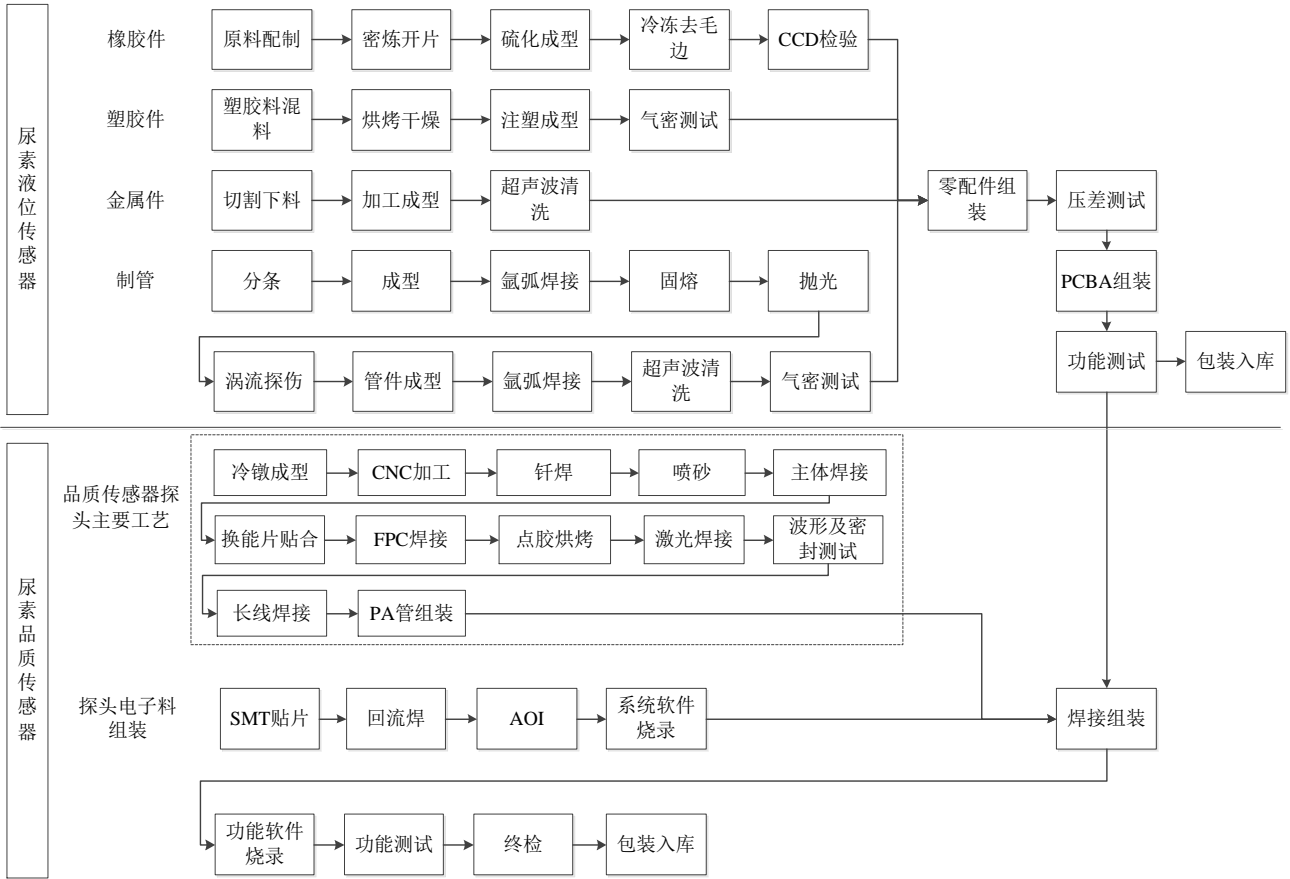 尿素液位传感器
橡胶件
原料配制
密炼开片
硫化成型
冷冻去毛
边
CCD检验
塑胶件
塑胶料混
料
烘烤干燥
注塑成型
气密测试
金属件
切割下料
加工成型
超声波清
洗
零配件组
装
压差测试
制管
分条
成型
氩弧焊接
固熔
抛光
PCBA组装
涡流探伤
管件成型
氩弧焊接
超声波清
洗
气密测试
功能测试
包装入库
尿素品质传感器
品质传感器探
头主要工艺
冷镦成型
CNC加工
钎焊
喷砂
主体焊接
换能片贴合
FPC焊接
点胶烘烤
激光焊接
波形及密
封测试
长线焊接
PA管组装
探头电子料
组装
SMT贴片
回流焊
AOI
系统软件
烧录
焊接组装
功能软件
烧录
功能测试
终检
包装入库